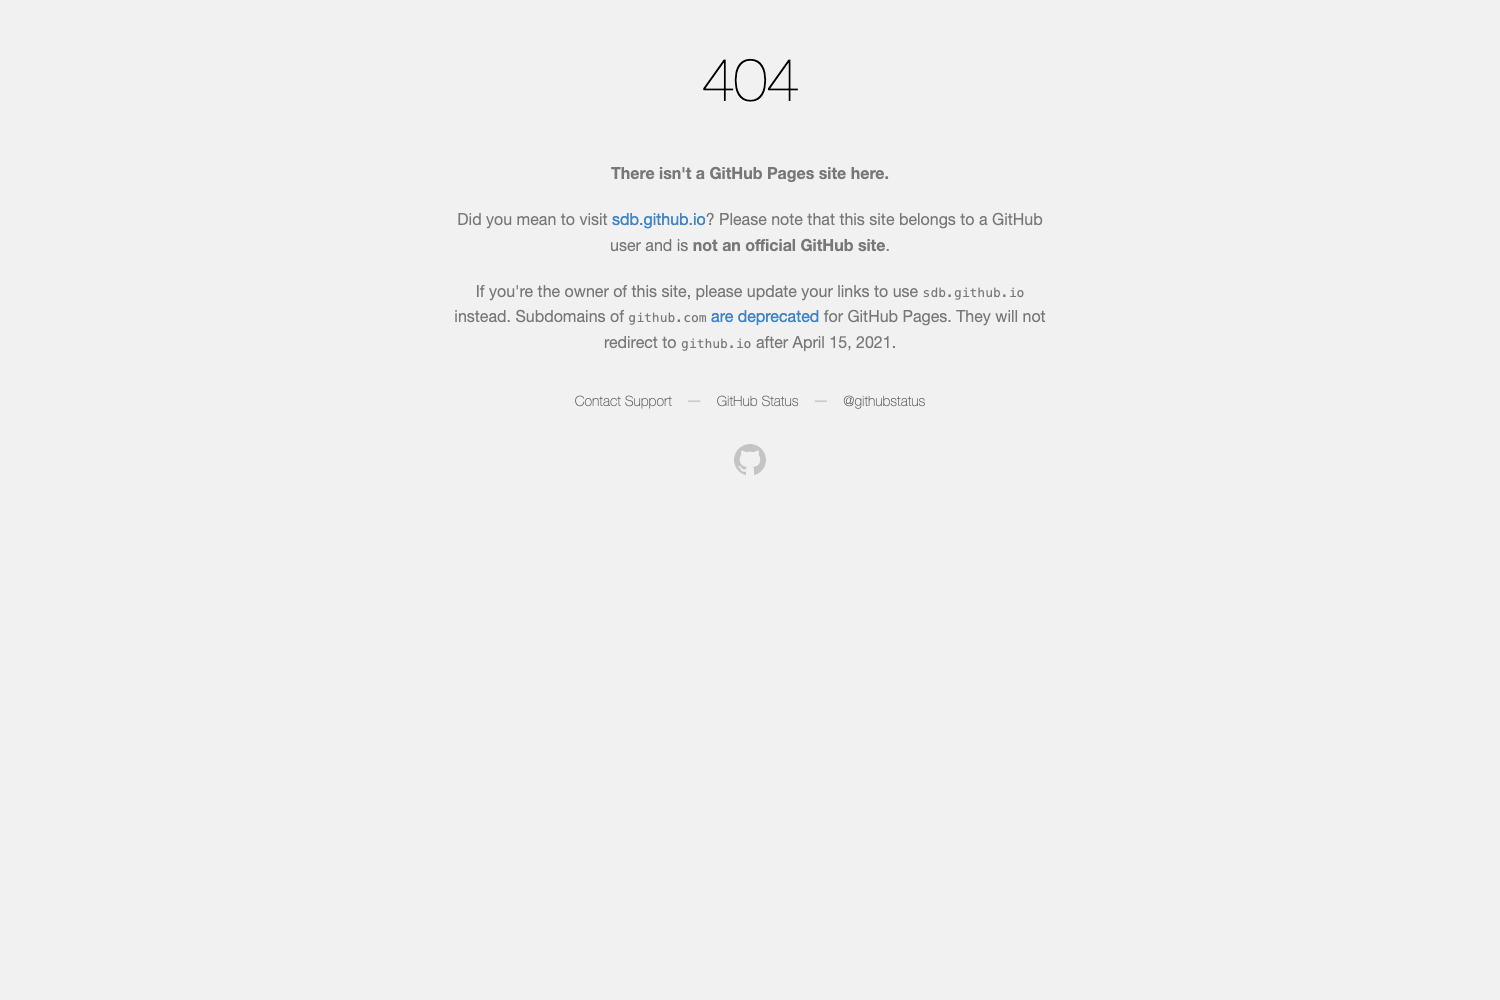 404
There isn't a GitHub Pages site here.
Did you mean to visit sdb.github.io? Please note that this site belongs to a GitHub
user and is not an official GitHub site.
If you're the owner of this site, please update your links to use sdb.github.io
instead. Subdomains of github.com are deprecated for GitHub Pages. They will not
redirect to github.io after April 15, 2021.
Contact Support — GitHub Status — @githubstatus